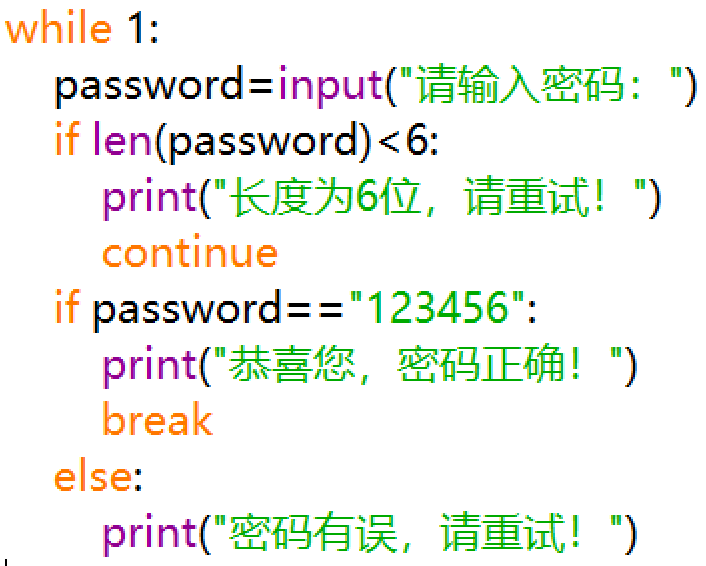 while 1:
password=input("请输入密码：")
if len(password)<6:
print("长度为6位，请重试！")
continue
if password=="123456":
print("恭喜您，密码正确！")
break
else:
print("密码有误，请重试！")